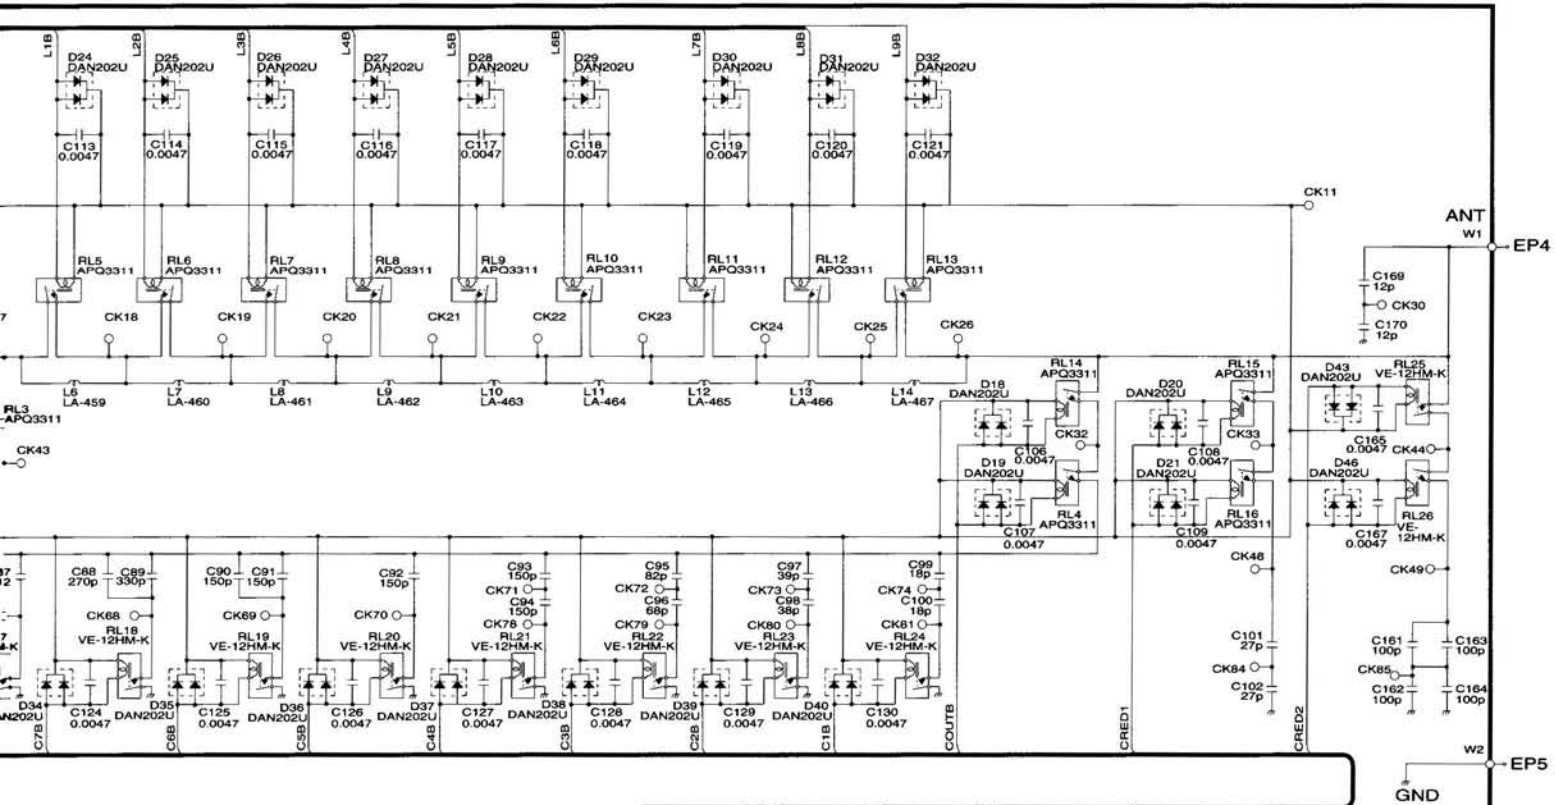 L1B L2B L3B L4B L5B L6B L7B L8B L9B
D24 D25 D26 D27 D28 D29 D30 D31 D32
DAN202U DAN202U DAN202U DAN202U DAN202U DAN202U DAN202U DAN202U DAN202U
C113 C114 C115 C116 C117 C118 C119 C120 C121
0.0047 0.0047 0.0047 0.0047 0.0047 0.0047 0.0047 0.0047 0.0047
CK11
ANT
W1
EP4
RL5 RL6 RL7 RL8 RL9 RL10 RL11 RL12 RL13
APQ3311 APQ3311 APQ3311 APQ3311 APQ3311 APQ3311 APQ3311 APQ3311 APQ3311
C169
12p
CK30
C170
12p
7 CK18 CK19 CK20 CK21 CK22 CK23 CK24 CK25 CK26
L6 L7 L8 L9 L10 L11 L12 L13 L14
LA-459 LA-460 LA-461 LA-462 LA-463 LA-464 LA-465 LA-466 LA-467
RL3
APQ3311
CK43
RL14
APQ3311
D18
DAN202U
CK32
C106
0.0047
D19
DAN202U
RL4
APQ3311
C107
0.0047
RL15
APQ3311
D20
DAN202U
CK33
C108
0.0047
D21
DAN202U
RL16
APQ3311
C109
0.0047
RL25
VE-12HM-K
D43
DAN202U
C165
0.0047
CK44
D46
DAN202U
RL26
VE-
12HM-K
C167
0.0047
CK48
CK49
C88 C89 C90 C91 C92 C93 C95 C97 C99
270p 330p 150p 150p 150p 150p 82p 39p 18p
CK71 CK72 CK73 CK74
C94 C96 C98 C100
150p 68p 38p 18p
CK68 CK69 CK70 CK78 CK79 CK80 CK81
RL18 RL19 RL20 RL21 RL22 RL23 RL24
VE-12HM-K VE-12HM-K VE-12HM-K VE-12HM-K VE-12HM-K VE-12HM-K VE-12HM-K
C101
27p
CK84
C102
27p
C161 C163
100p 100p
CK85
C162 C164
100p 100p
D34 D35 D36 D37 D38 D39 D40
DAN202U DAN202U DAN202U DAN202U DAN202U DAN202U
C124 C125 C126 C127 C128 C129 C130
0.0047 0.0047 0.0047 0.0047 0.0047 0.0047 0.0047
C7B C6B C5B C4B C3B C2B C1B COUTB CRED1 CRED2
W2
EP5
GND